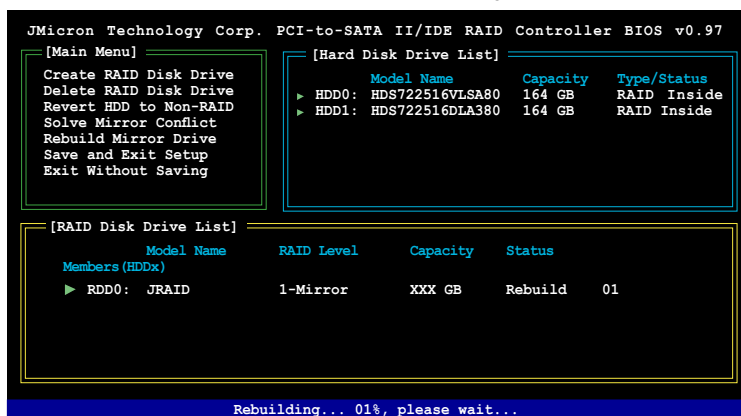 JMicron Technology Corp. PCI-to-SATA II/IDE RAID Controller BIOS v0.97
[Main Menu]
Create RAID Disk Drive
Delete RAID Disk Drive
Revert HDD to Non-RAID
Solve Mirror Conflict
Rebuild Mirror Drive
Save and Exit Setup
Exit Without Saving
[Hard Disk Drive List]
Model Name Capacity Type/Status
HDD0: HDS722516VLSA80 164 GB RAID Inside
HDD1: HDS722516DLA380 164 GB RAID Inside
[RAID Disk Drive List]
Model Name RAID Level Capacity Status
Members(HDDx)
RDD0: JRAID 1-Mirror XXX GB Rebuild 01
Rebuilding... 01%, please wait...